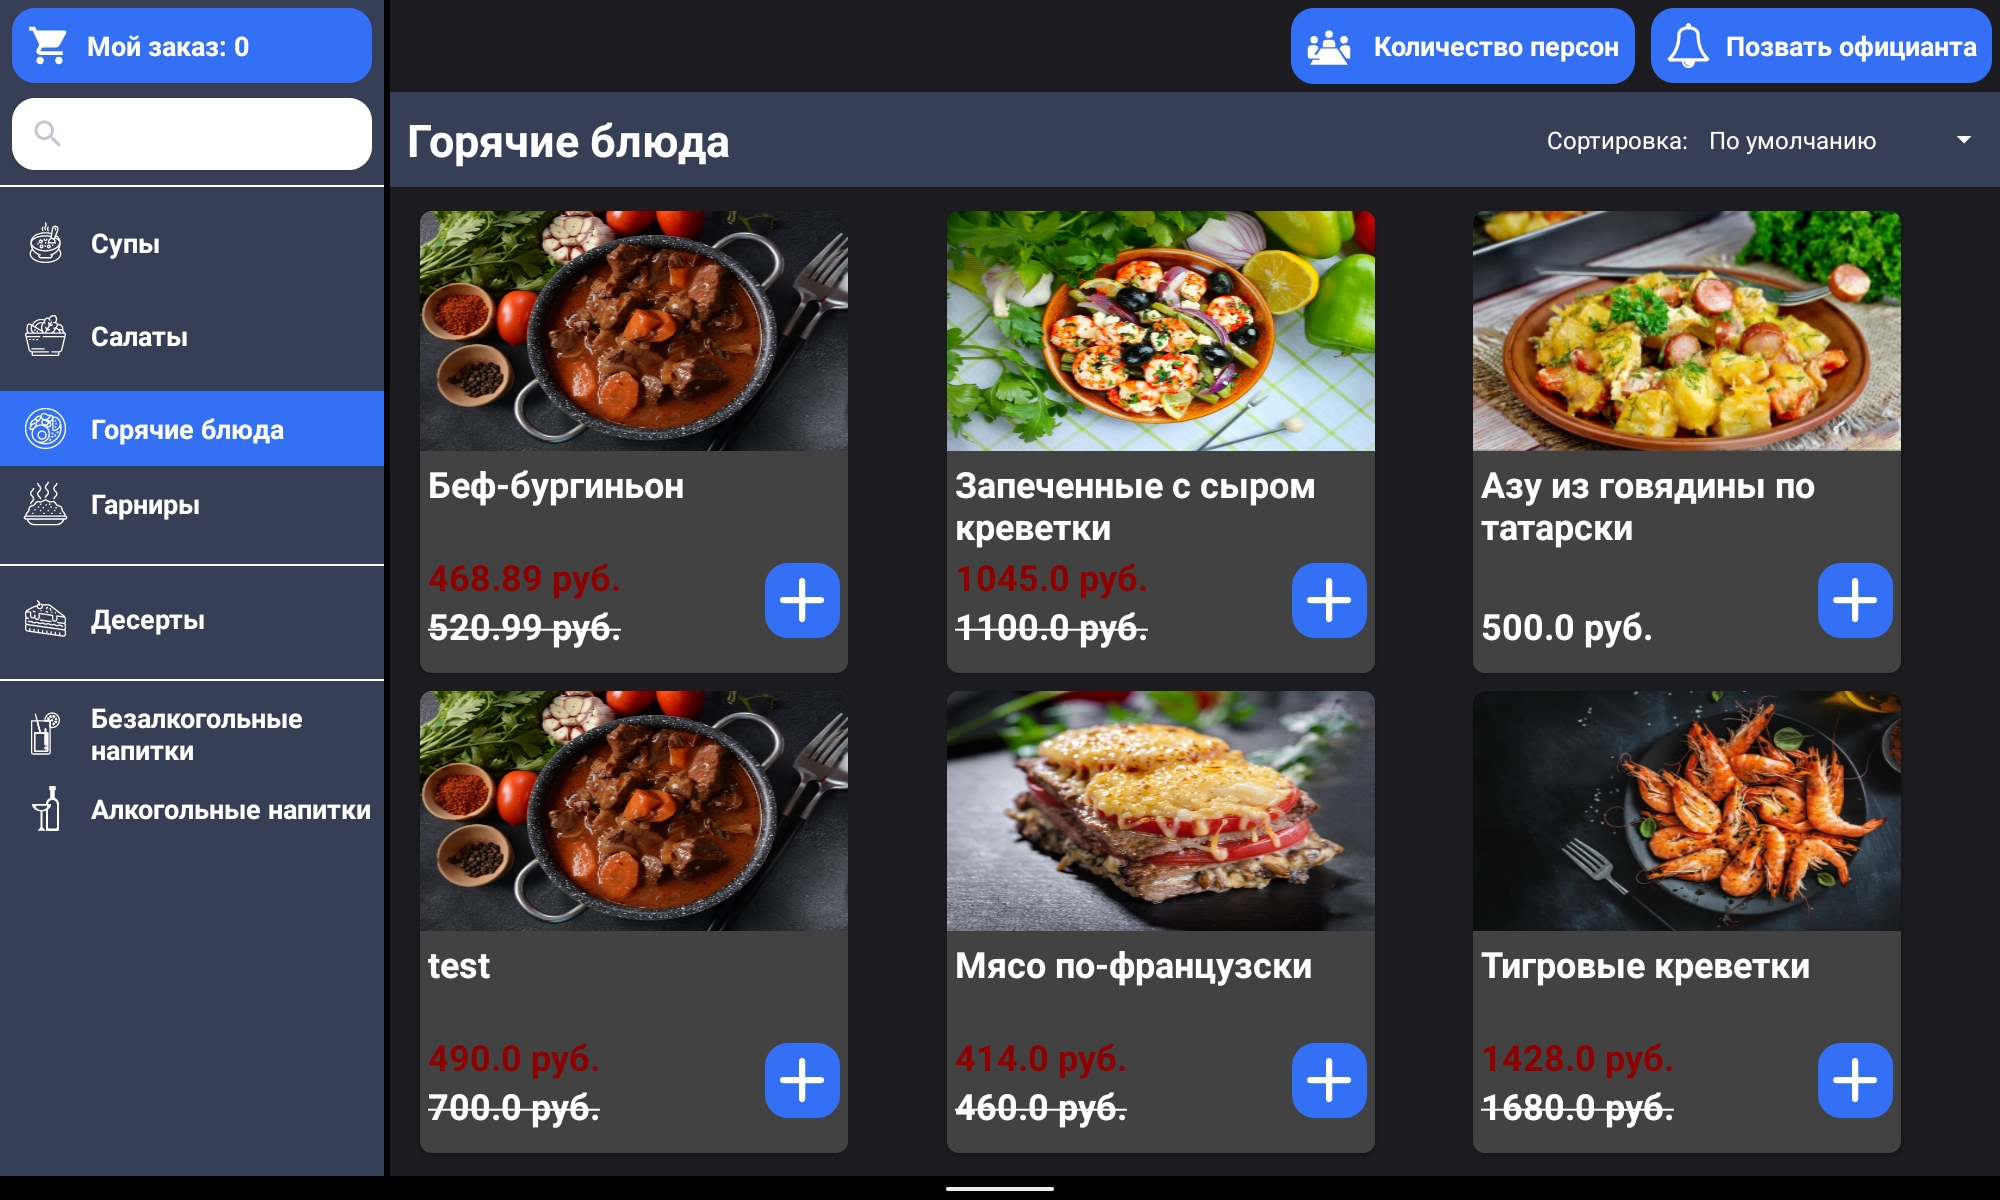 Мой заказ: 0
Количество персон
Позвать официанта
Горячие блюда
Сортировка: По умолчанию
Супы
Салаты
Горячие блюда
Гарниры
Десерты
Безалкогольные
напитки
Алкогольные напитки
Беф-бургиньон
468.89 руб.
520.99 руб.
Запеченные с сыром
креветки
1045.0 руб.
1100.0 руб.
Азу из говядины по
татарски
500.0 руб.
test
490.0 руб.
700.0 руб.
Мясо по-французски
414.0 руб.
460.0 руб.
Тигровые креветки
1428.0 руб.
1680.0 руб.